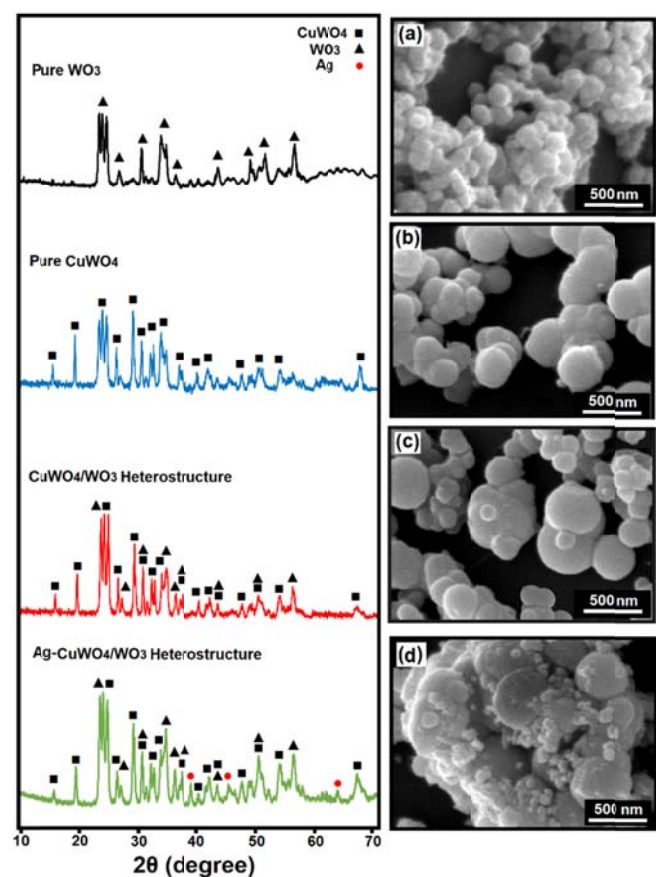 CuWO4 ■
WO3 ▲
Ag ●
Pure WO3
Pure CuWO4
CuWO4/WO3 Heterostructure
Ag-CuWO4/WO3 Heterostructure
10 20 30 40 50 60 70
2θ (degree)
(a)
500 nm
(b)
500 nm
(c)
500 nm
(d)
500 nm